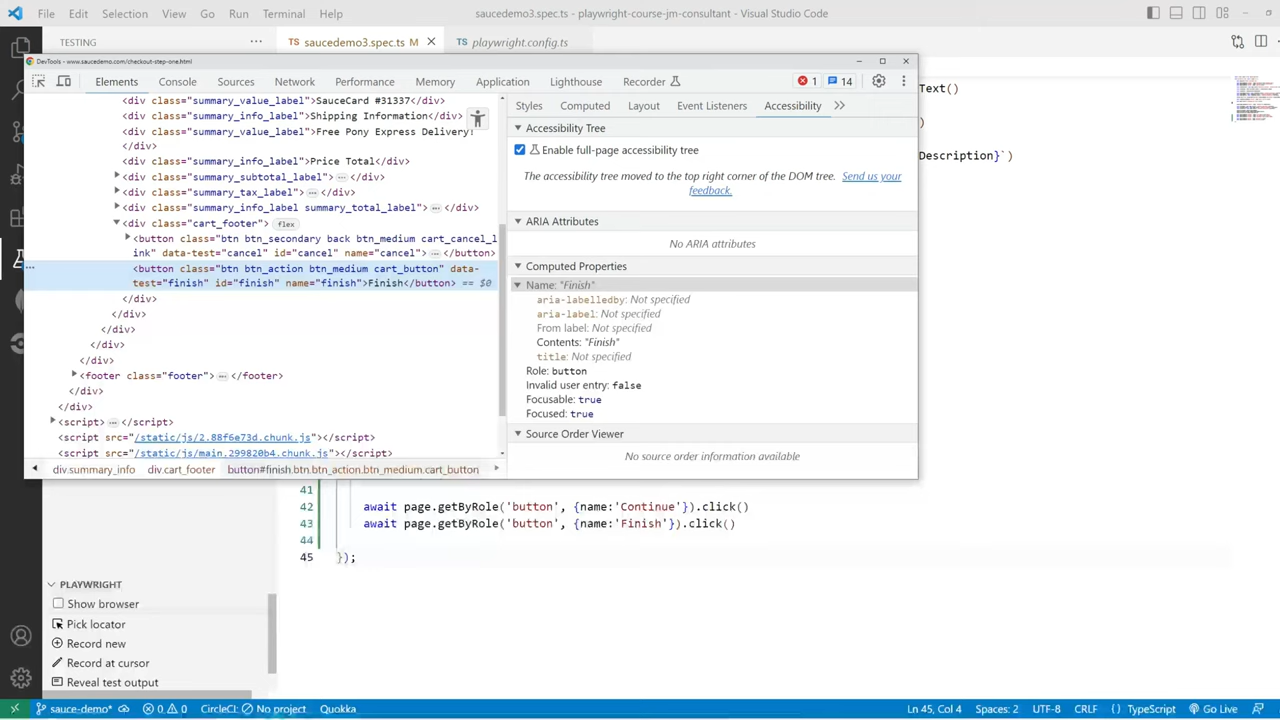 File Edit Selection View Go Run Terminal Help
saucedemo3.spec.ts - playwright-course-jm-consultant - Visual Studio Code
TESTING
saucedemo3.spec.ts M
playwright.config.ts
DevTools - www.saucedemo.com/checkout-step-one.html
Elements Console Sources Network Performance Memory Application Lighthouse Recorder 1 14
<div class="summary_value_label">SauceCard #31337</div>
<div class="summary_info_label">Shipping Information</div>
<div class="summary_value_label">Free Pony Express Delivery!
</div>
<div class="summary_info_label">Price Total</div>
<div class="summary_subtotal_label"> … </div>
<div class="summary_tax_label"> … </div>
<div class="summary_info_label summary_total_label"> … </div>
<div class="cart_footer"> flex
<button class="btn btn_secondary back btn_medium cart_cancel_l
ink" data-test="cancel" id="cancel" name="cancel"> … </button>
<button class="btn btn_action btn_medium cart_button" data-
test="finish" id="finish" name="finish">Finish</button> == $0
</div>
</div>
</div>
</div>
</div>
<footer class="footer"> … </footer>
</div>
</div>
<script> … </script>
<script src="/static/js/2.88f6e73d.chunk.js"></script>
<script src="/static/js/main.299820b4.chunk.js"></script>
div.summary_info div.cart_footer button#finish.btn.btn_action.btn_medium.cart_button
Styles Computed Layout Event Listeners Accessibility
Accessibility Tree
Enable full-page accessibility tree
The accessibility tree moved to the top right corner of the DOM tree. Send us your
feedback.
ARIA Attributes
No ARIA attributes
Computed Properties
Name: "Finish"
aria-labelledby: Not specified
aria-label: Not specified
From label: Not specified
Contents: "Finish"
title: Not specified
Role: button
Invalid user entry: false
Focusable: true
Focused: true
Source Order Viewer
No source order information available
Text()
)
Description}`)
41
42 await page.getByRole('button', {name:'Continue'}).click()
43 await page.getByRole('button', {name:'Finish'}).click()
44
45 });
PLAYWRIGHT
Show browser
Pick locator
Record new
Record at cursor
Reveal test output
sauce-demo* 0 0 CircleCI: No project Quokka
Ln 45, Col 4 Spaces: 2 UTF-8 CRLF { } TypeScript Go Live